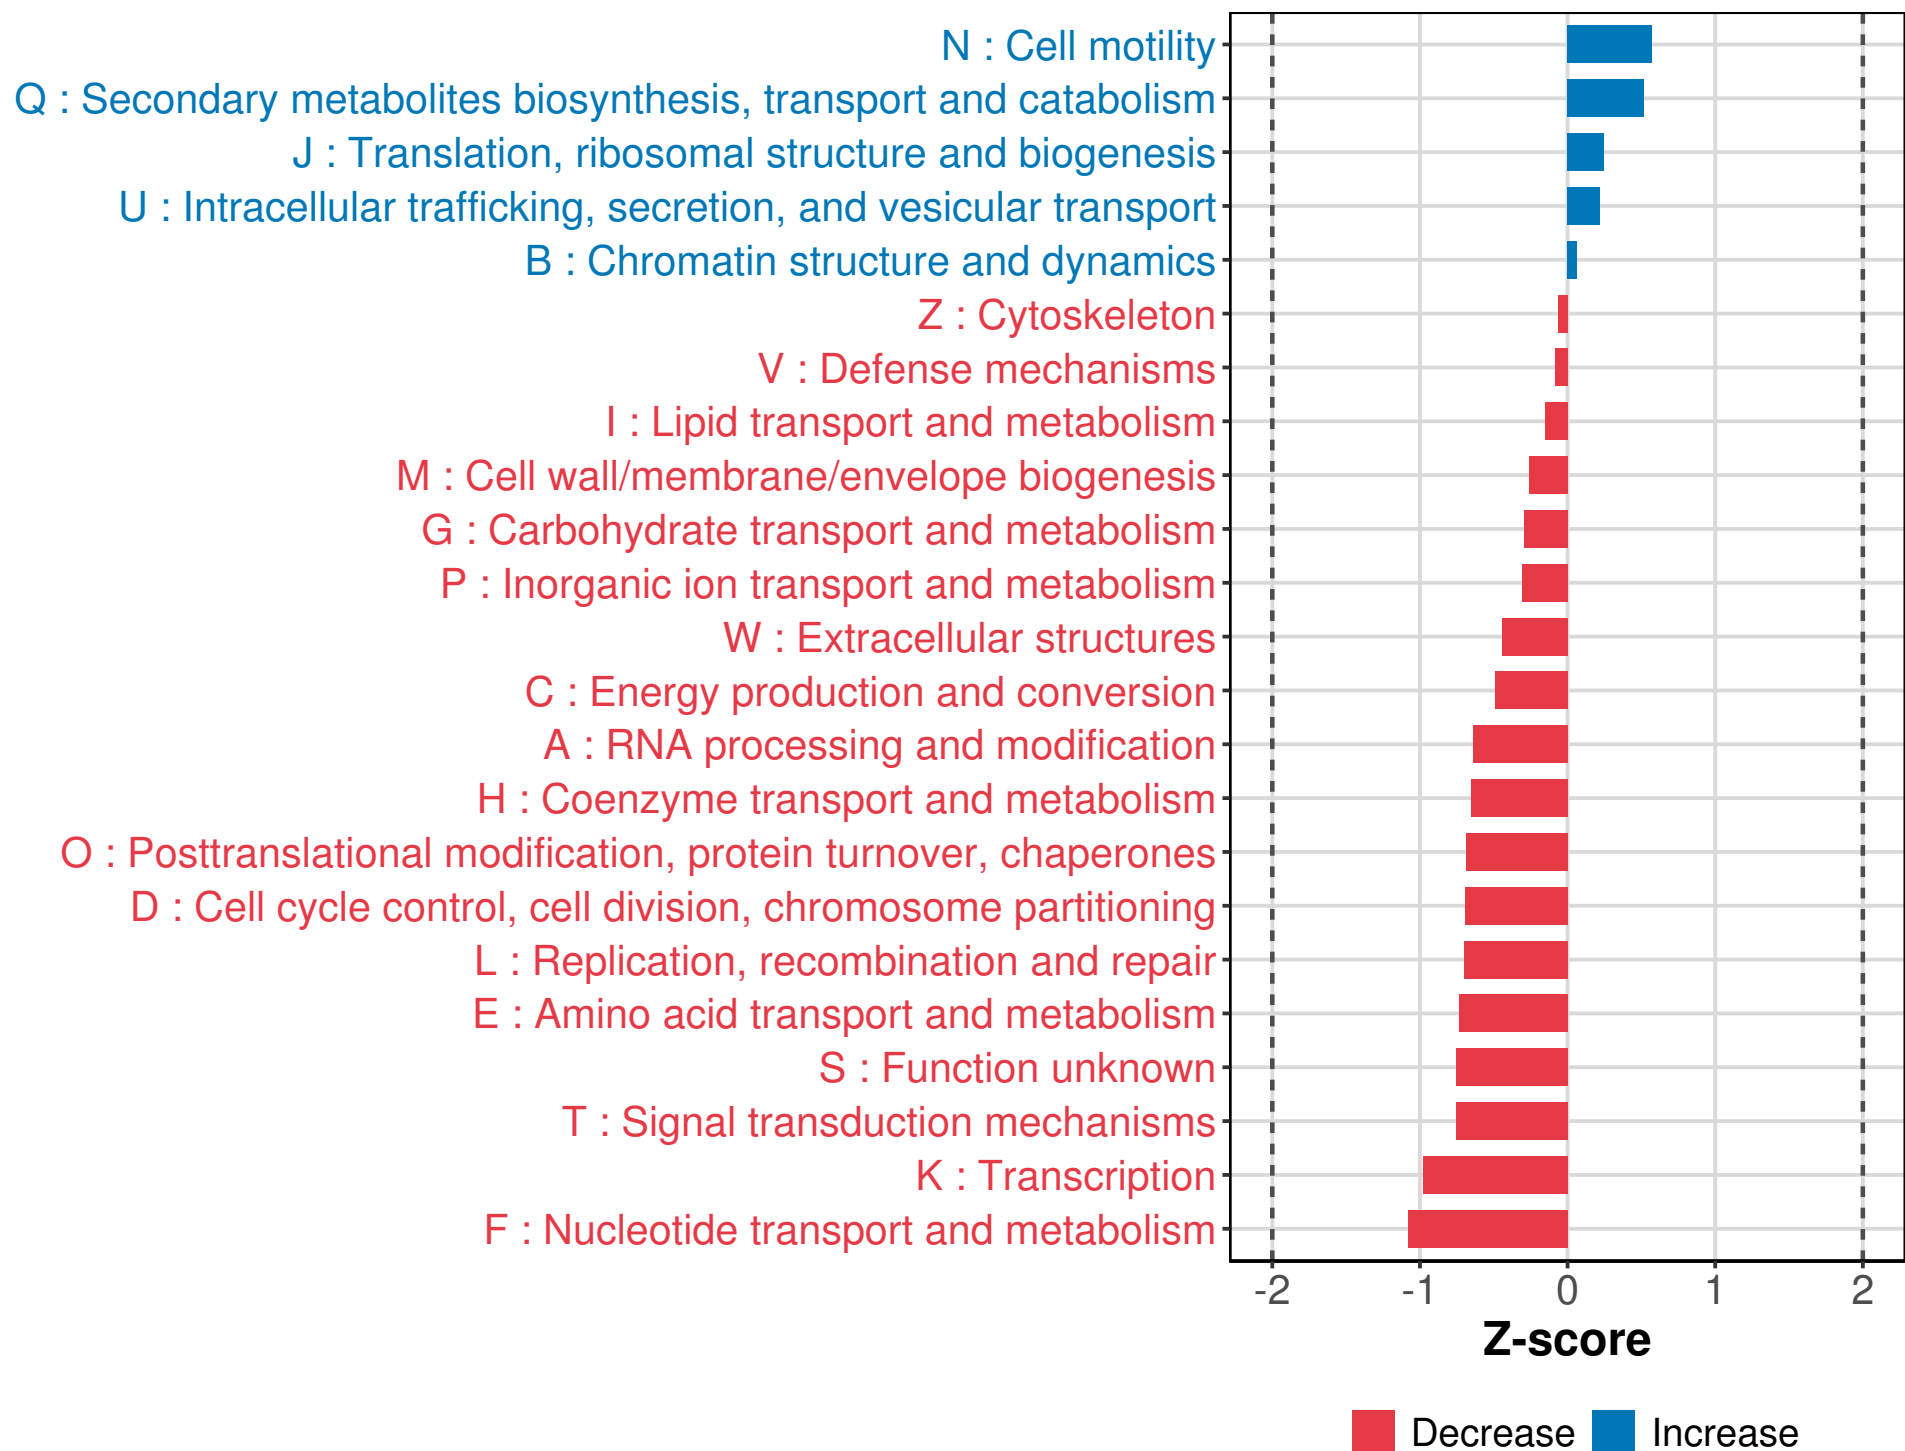 N : Cell motility
Q : Secondary metabolites biosynthesis, transport and catabolism
J : Translation, ribosomal structure and biogenesis
U : Intracellular trafficking, secretion, and vesicular transport
B : Chromatin structure and dynamics
Z : Cytoskeleton
V : Defense mechanisms
I : Lipid transport and metabolism
M : Cell wall/membrane/envelope biogenesis
G : Carbohydrate transport and metabolism
P : Inorganic ion transport and metabolism
W : Extracellular structures
C : Energy production and conversion
A : RNA processing and modification
H : Coenzyme transport and metabolism
O : Posttranslational modification, protein turnover, chaperones
D : Cell cycle control, cell division, chromosome partitioning
L : Replication, recombination and repair
E : Amino acid transport and metabolism
S : Function unknown
T : Signal transduction mechanisms
K : Transcription
F : Nucleotide transport and metabolism
-2 -1 0 1 2
Z-score
Decrease Increase